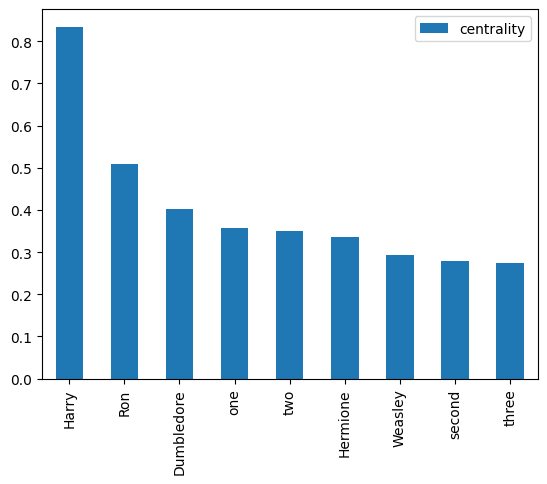 centrality
0.8
0.7
0.6
0.5
0.4
0.3
0.2
0.1
0.0
Harry
Ron
Dumbledore
one
two
Hermione
Weasley
second
three